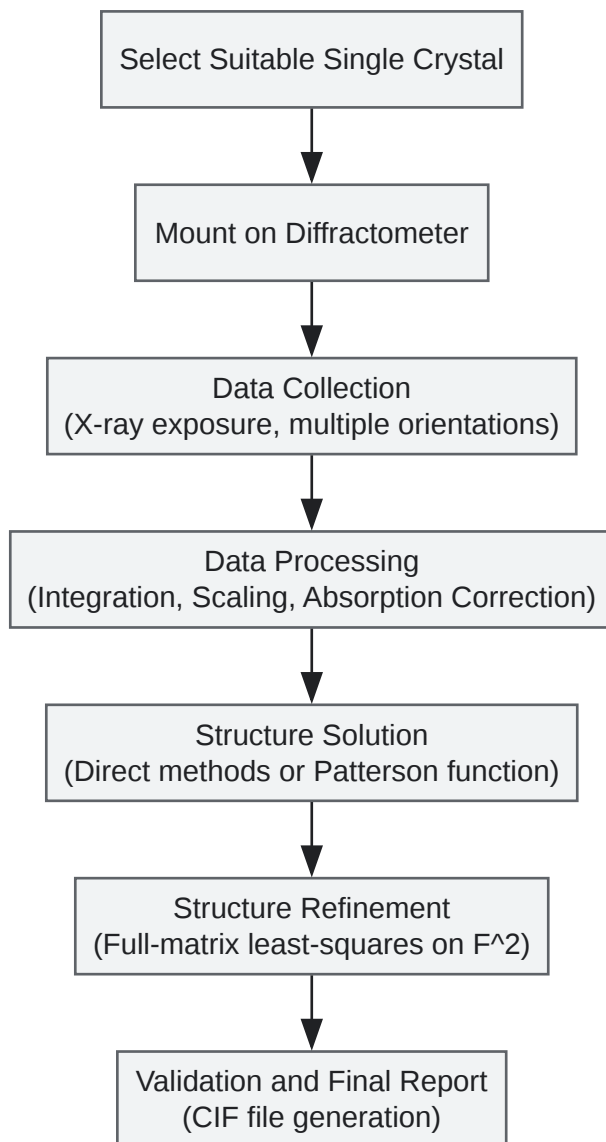 Select Suitable Single Crystal
Mount on Diffractometer
Data Collection
(X-ray exposure, multiple orientations)
Data Processing
(Integration, Scaling, Absorption Correction)
Structure Solution
(Direct methods or Patterson function)
Structure Refinement
(Full-matrix least-squares on F^2)
Validation and Final Report
(CIF file generation)